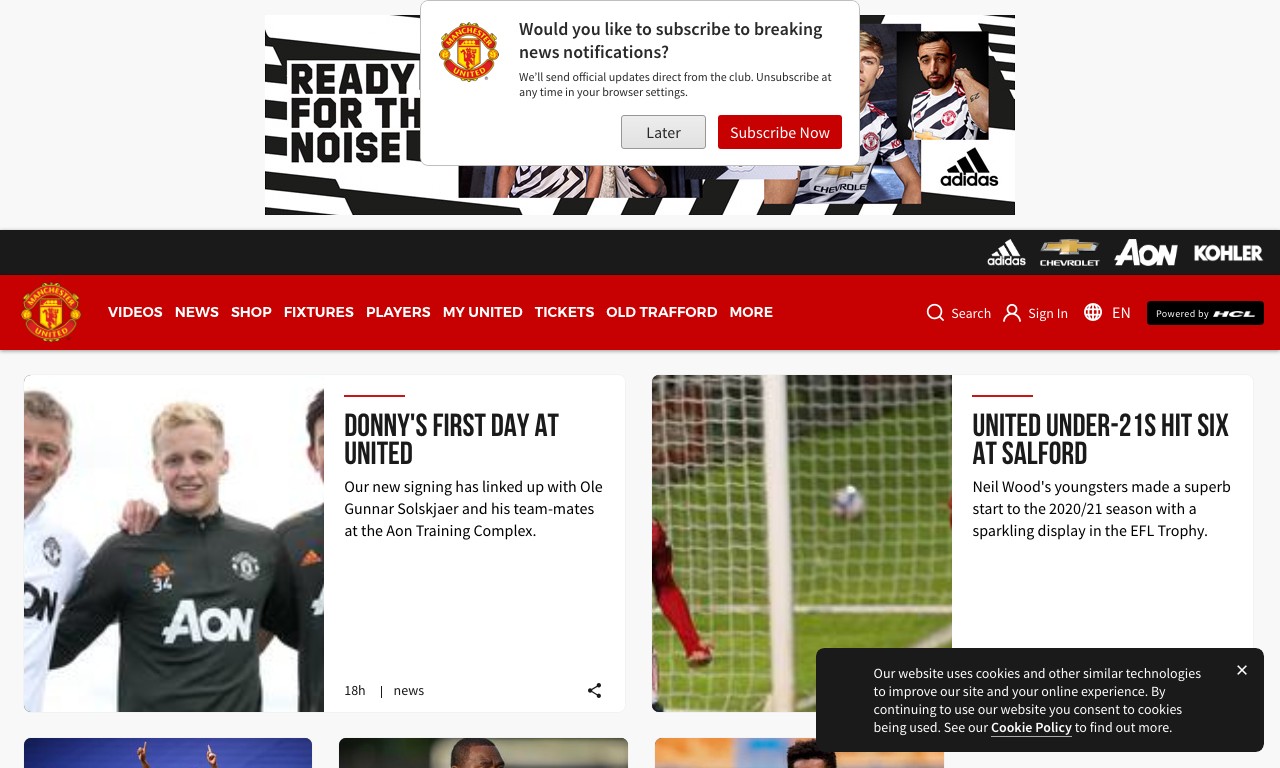 Would you like to subscribe to breaking
news notifications?
We'll send official updates direct from the club. Unsubscribe at
any time in your browser settings.
Later
Subscribe Now
MANCHESTER
UNITED
READY
FOR TH
NOISE
CHEVROLE
adidas
adidas
CHEVROLET
AON
KOHLER
MANCHESTER
UNITED
VIDEOS
NEWS
SHOP
FIXTURES
PLAYERS
MY UNITED
TICKETS
OLD TRAFFORD
MORE
Search
Sign In
EN
Powered by HCL
DONNY'S FIRST DAY AT
UNITED
Our new signing has linked up with Ole
Gunnar Solskjaer and his team-mates
at the Aon Training Complex.
18h | news
34
AON
ON
UNITED UNDER-21S HIT SIX
AT SALFORD
Neil Wood's youngsters made a superb
start to the 2020/21 season with a
sparkling display in the EFL Trophy.
Our website uses cookies and other similar technologies
to improve our site and your online experience. By
continuing to use our website you consent to cookies
being used. See our Cookie Policy to find out more.